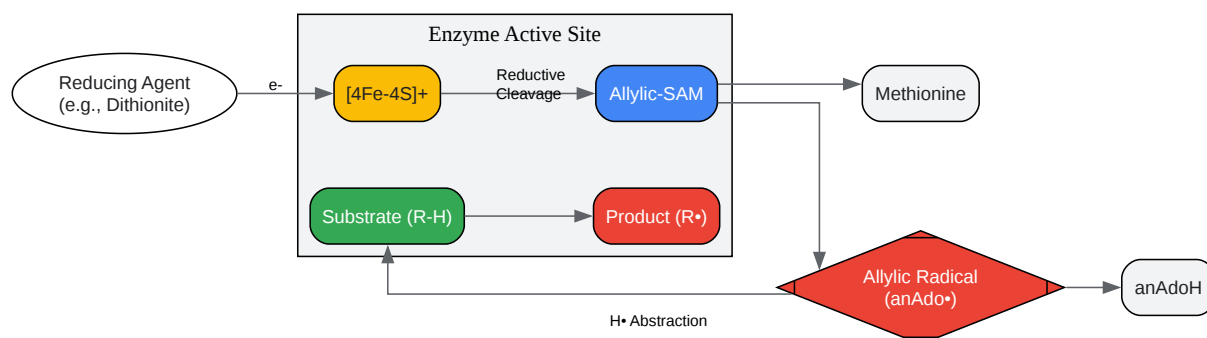 Enzyme Active Site
Reducing Agent
(e.g., Dithionite)
e-
[4Fe-4S]+
Reductive
Cleavage
Allylic-SAM
Methionine
Substrate (R-H)
Product (R•)
Allylic Radical
(anAdo•)
anAdoH
H• Abstraction